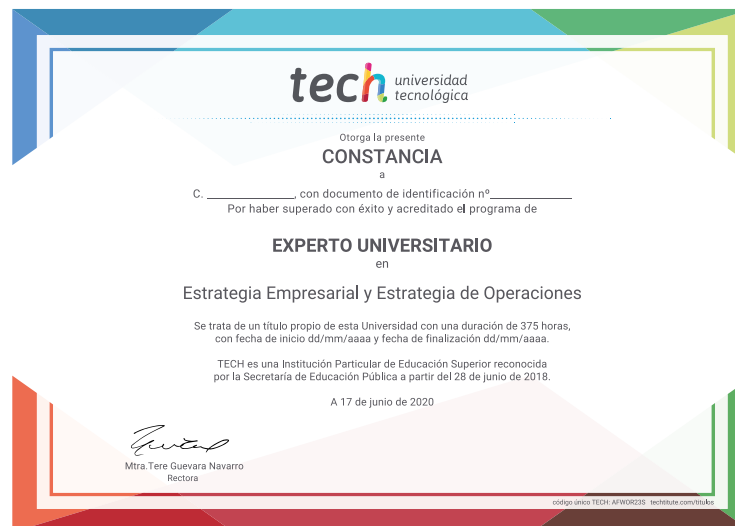 tech universidad
tecnológica
Otorga la presente
CONSTANCIA
a
C. ________________, con documento de identificación nº_______________
Por haber superado con éxito y acreditado el programa de
EXPERTO UNIVERSITARIO
en
Estrategia Empresarial y Estrategia de Operaciones
Se trata de un título propio de esta Universidad con una duración de 375 horas,
con fecha de inicio dd/mm/aaaa y fecha de finalización dd/mm/aaaa.
TECH es una Institución Particular de Educación Superior reconocida
por la Secretaría de Educación Pública a partir del 28 de junio de 2018.
A 17 de junio de 2020
Mtra.Tere Guevara Navarro
Rectora
código único TECH: AFWOR23S techtitute.com/titulos